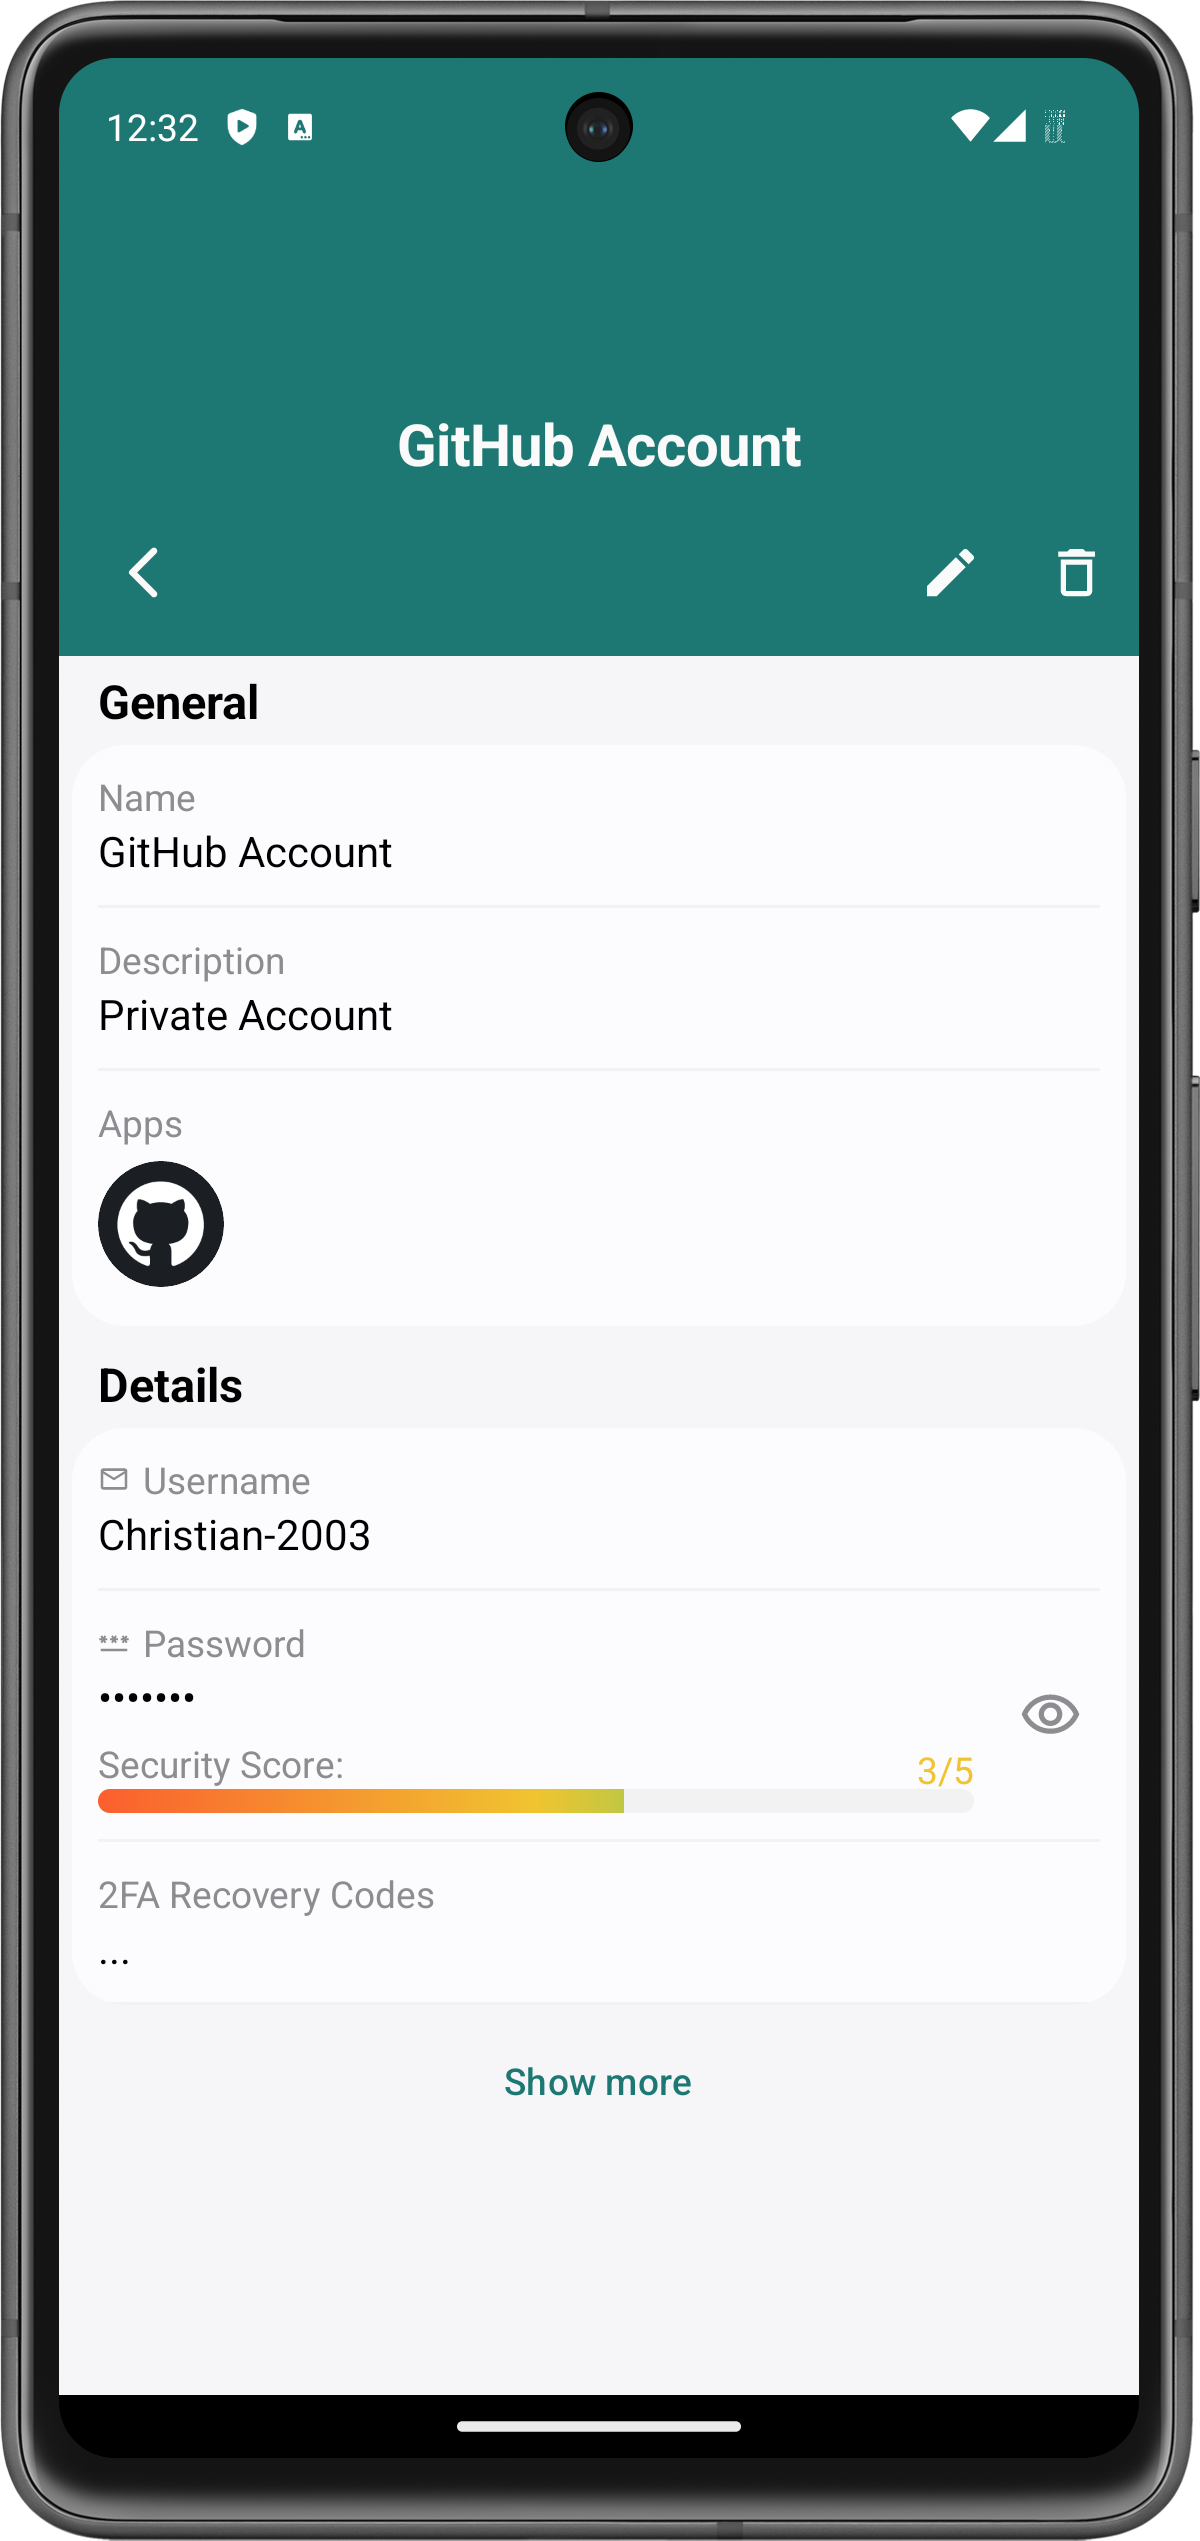 12:32
GitHub Account
General
Name
GitHub Account
Description
Private Account
Apps
Details
Username
Christian-2003
*** Password
•••••••
Security Score:
3/5
2FA Recovery Codes
...
Show more